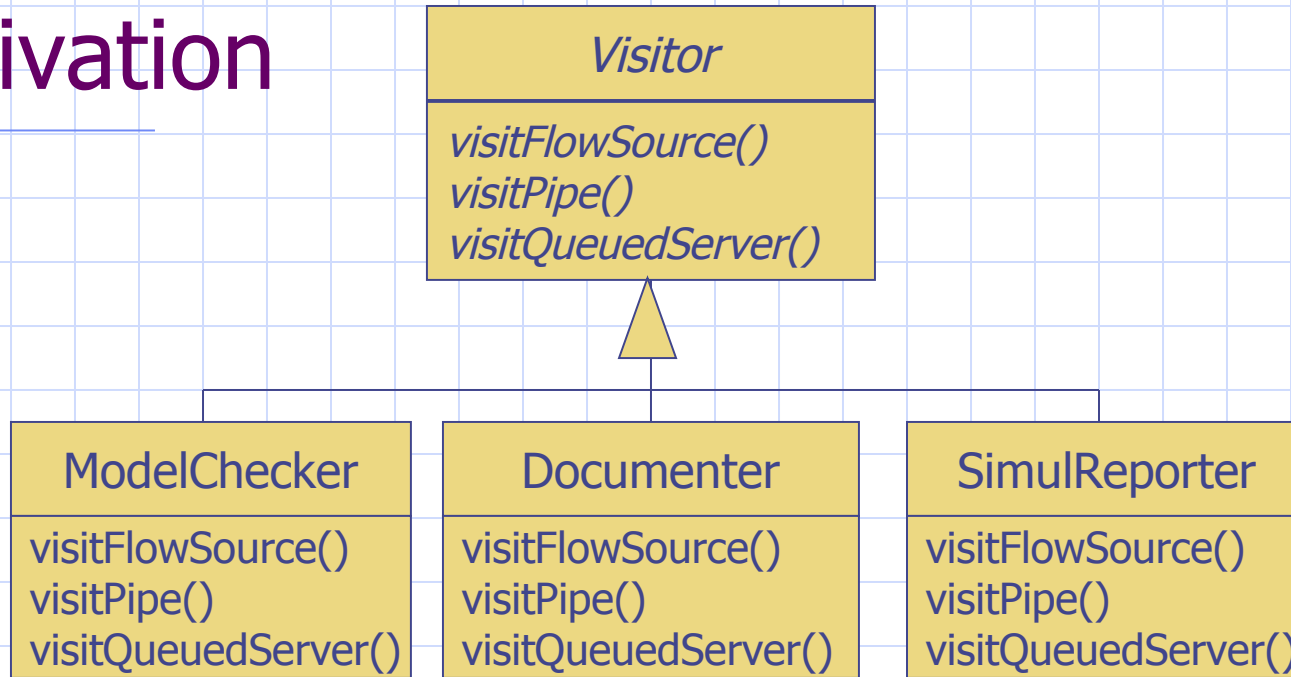 ivation
Visitor
visitFlowSource()
visitPipe()
visitQueuedServer()
ModelChecker
visitFlowSource()
visitPipe()
visitQueuedServer()
Documenter
visitFlowSource()
visitPipe()
visitQueuedServer()
SimulReporter
visitFlowSource()
visitPipe()
visitQueuedServer()